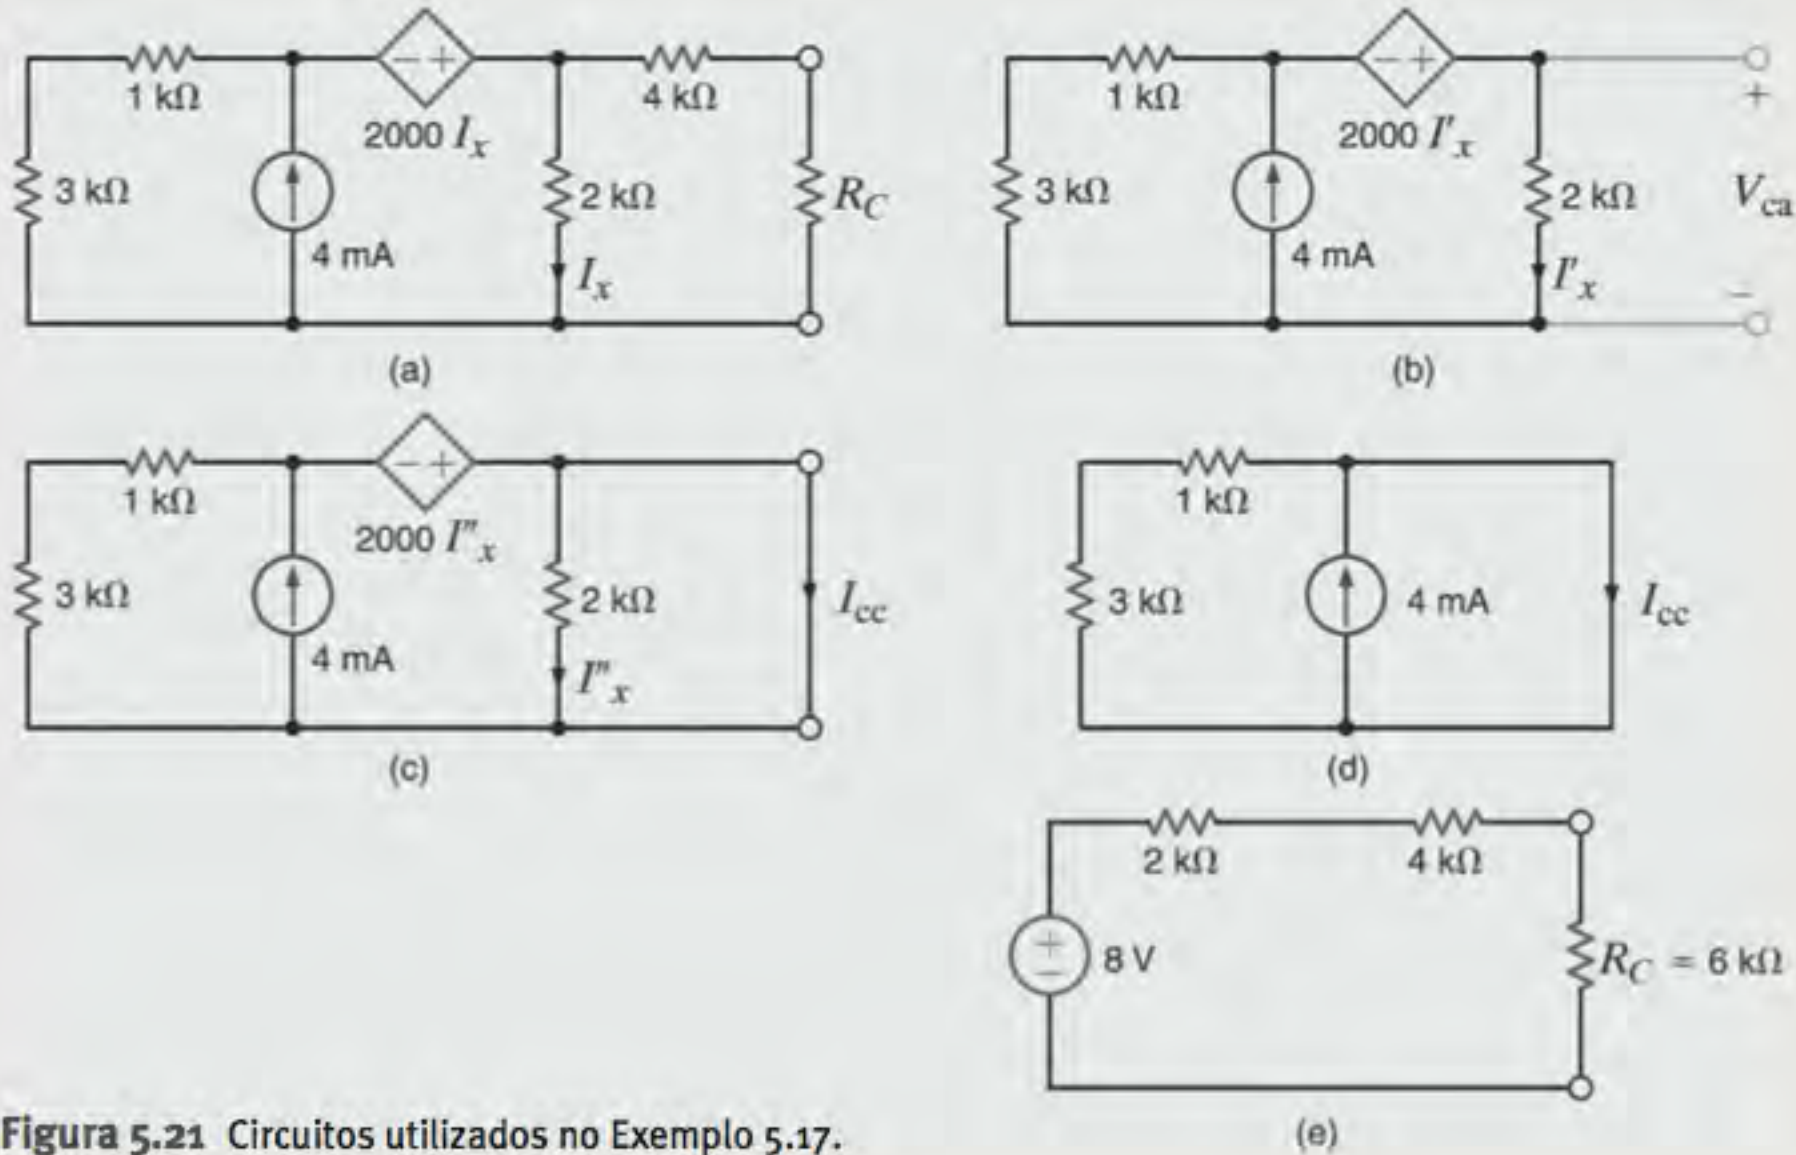 1 kΩ
2000 Ix
4 kΩ
3 kΩ
4 mA
2 kΩ
Ix
RC
(a)
1 kΩ
2000 I'x
3 kΩ
4 mA
2 kΩ
I'x
+
Vca
−
(b)
1 kΩ
2000 I"x
3 kΩ
4 mA
2 kΩ
I"x
Icc
(c)
1 kΩ
3 kΩ
4 mA
Icc
(d)
2 kΩ
4 kΩ
8 V
RC = 6 kΩ
(e)
Figura 5.21 Circuitos utilizados no Exemplo 5.17.